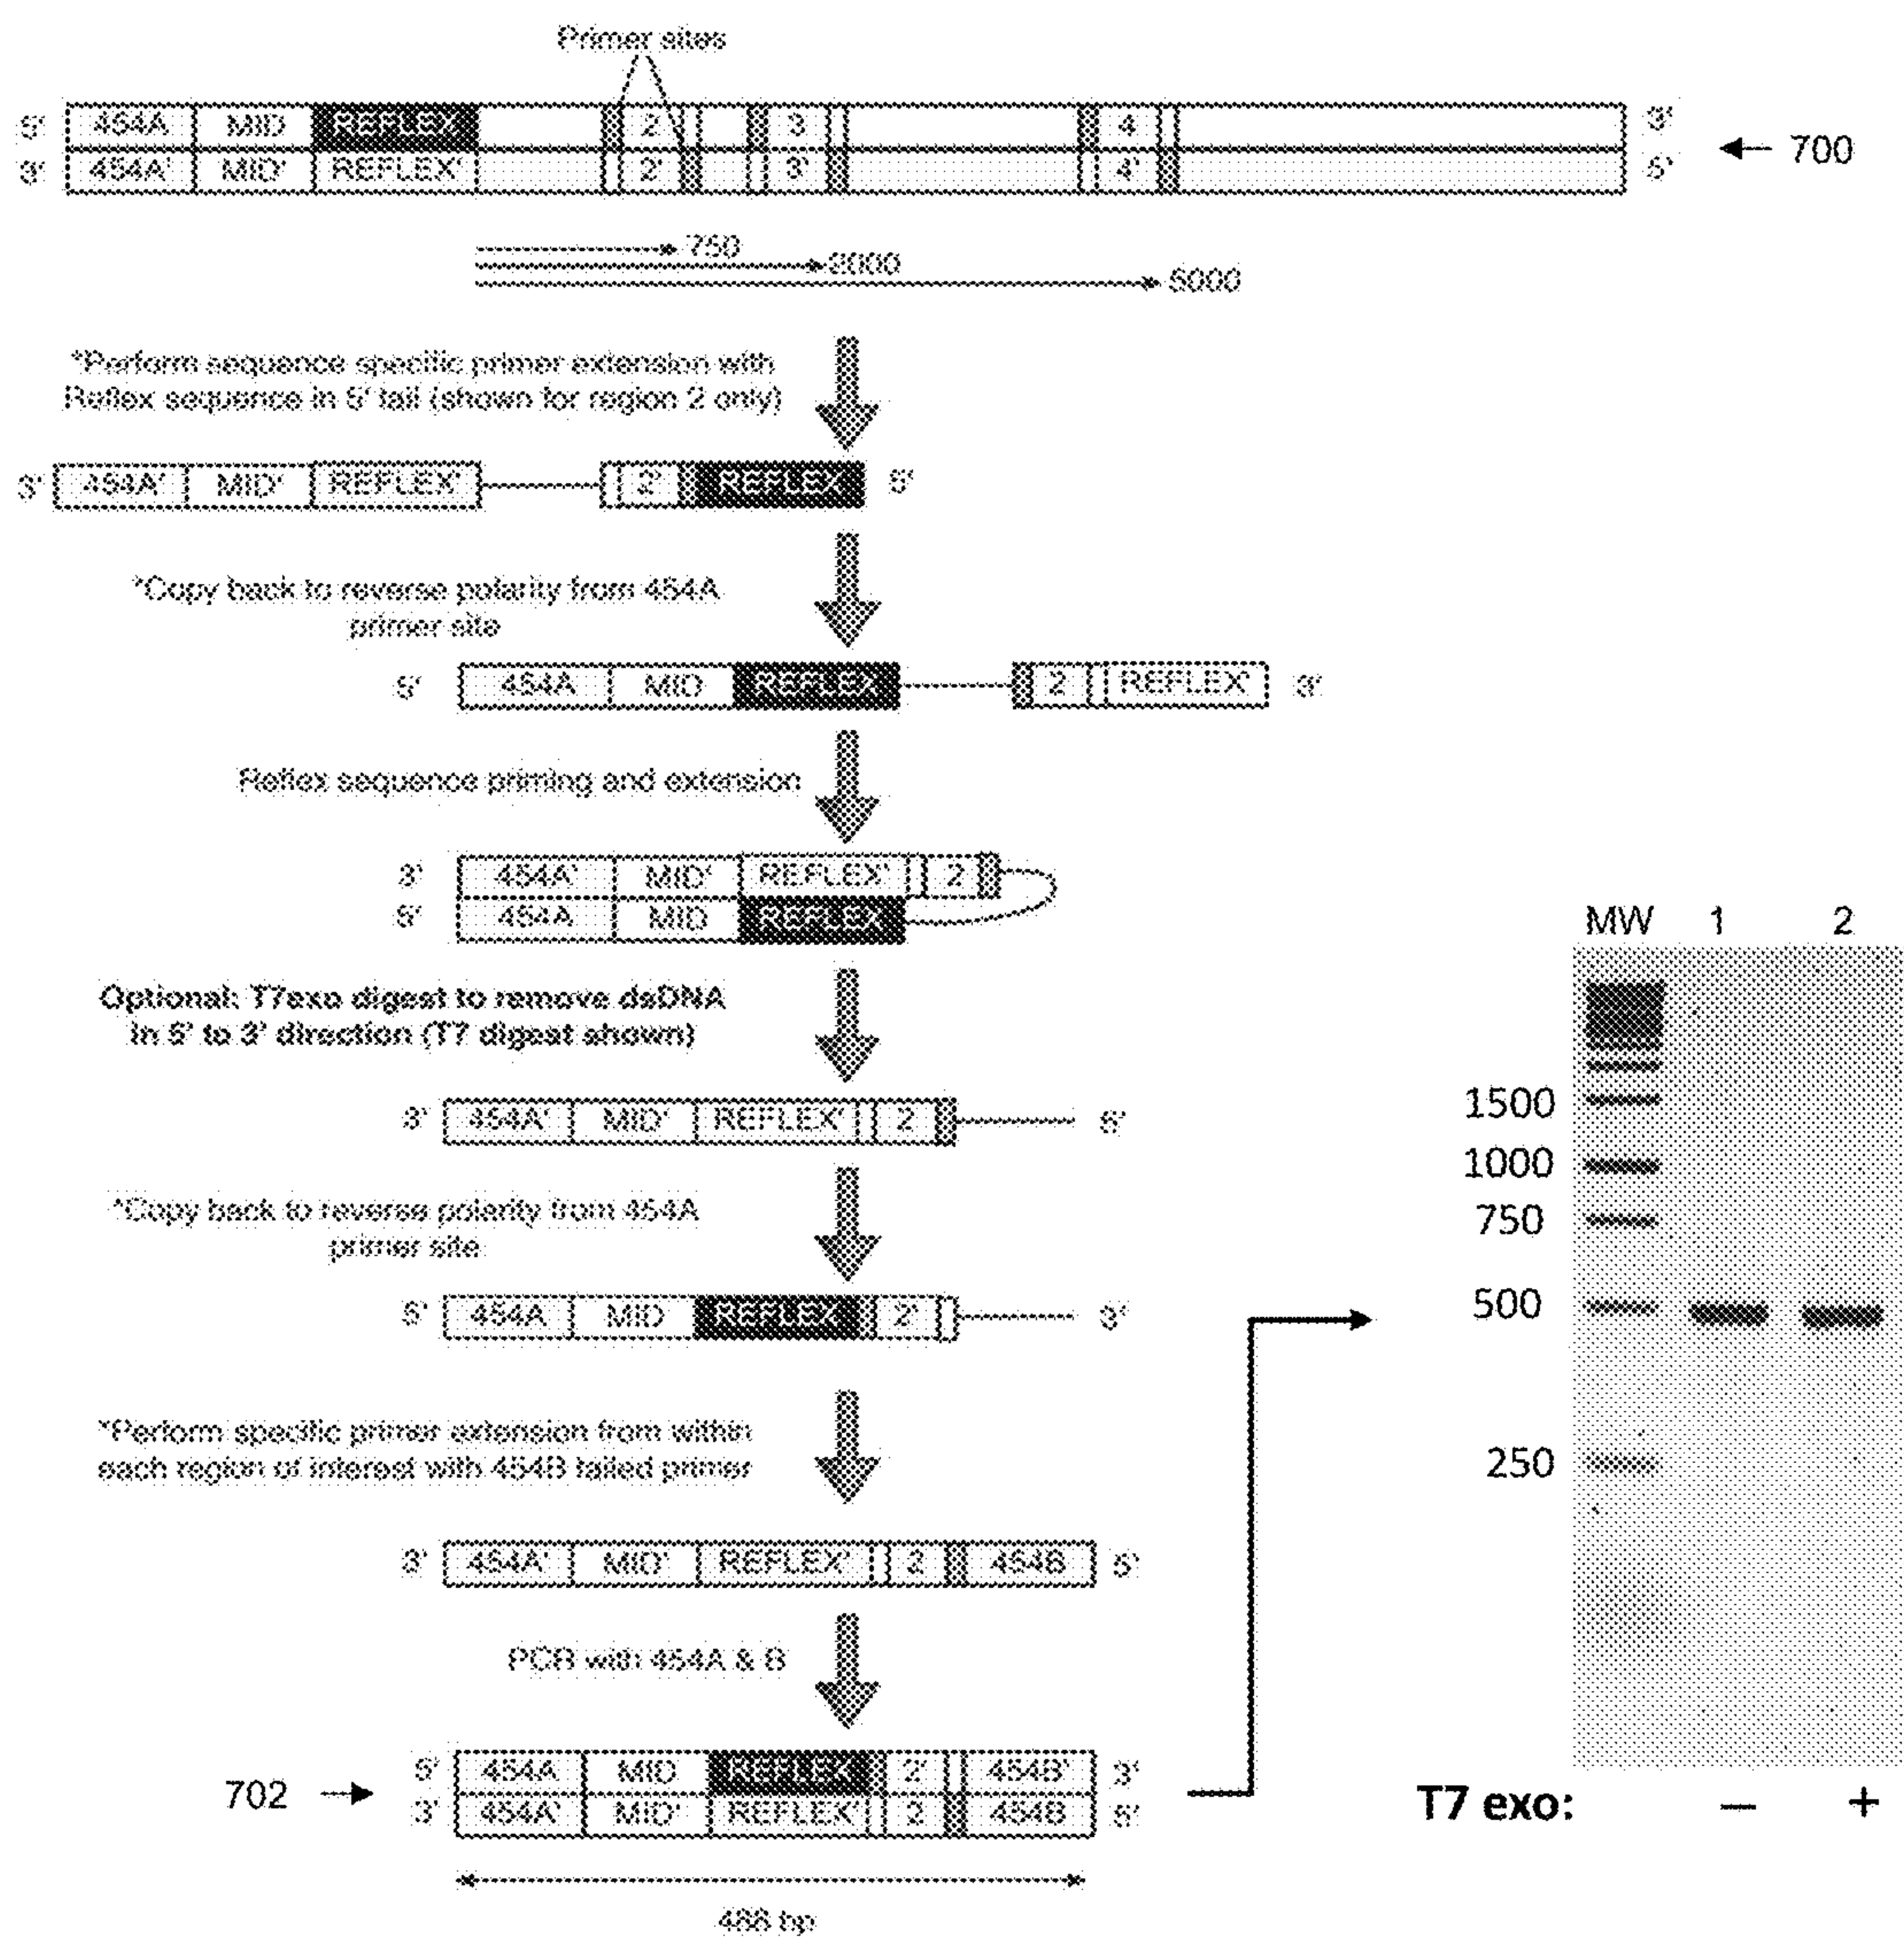 Primer sites
5' 454A MID REFLEX 2 3 4 3'
3' 454A' MID' REFLEX' 2' 3' 4' 5'
700
750
2000
5000
*Perform sequence specific primer extension with
Reflex sequence in 5' tail (shown for region 2 only)
3' 454A' MID' REFLEX' 2' REFLEX 5'
*Copy back to reverse polarity from 454A
primer site
5' 454A MID REFLEX 2 REFLEX' 3'
Reflex sequence priming and extension
3' 454A' MID' REFLEX' 2
5' 454A MID REFLEX
Optional: T7exo digest to remove dsDNA
in 5' to 3' direction (T7 digest shown)
3' 454A' MID' REFLEX' 2 5'
*Copy back to reverse polarity from 454A
primer site
5' 454A MID REFLEX 2' 3'
*Perform specific primer extension from within
each region of interest with 454B tailed primer
3' 454A' MID' REFLEX' 2 454B 5'
PCR with 454A & B
702
5' 454A MID REFLEX 2' 454B' 3'
3' 454A' MID' REFLEX' 2 454B 5'
488 bp
MW 1 2
1500
1000
750
500
250
T7 exo: – +